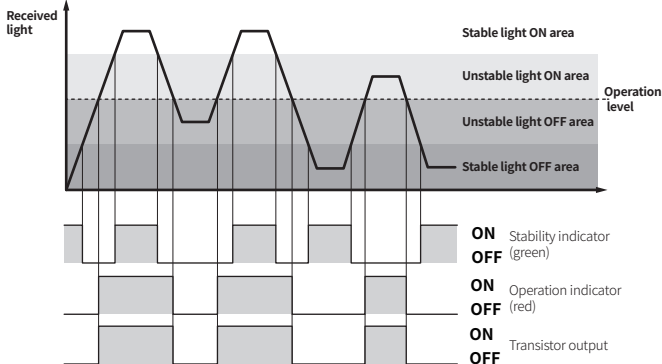 Received
light
Stable light ON area
Unstable light ON area
Operation
level
Unstable light OFF area
Stable light OFF area
ON
OFF
Stability indicator
(green)
ON
OFF
Operation indicator
(red)
ON
OFF
Transistor output